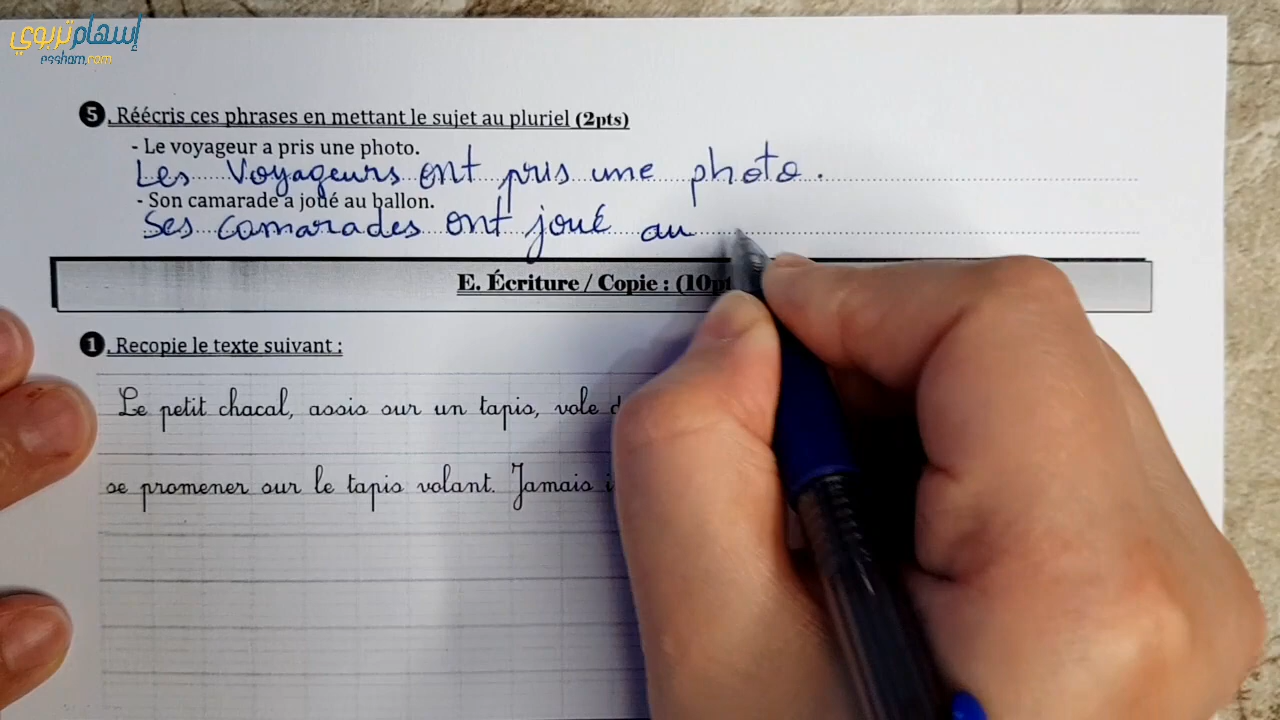 إسهام تربوي
essham.com
5. Réécris ces phrases en mettant le sujet au pluriel (2pts)
- Le voyageur a pris une photo.
Les Voyageurs ont pris une photo.
- Son camarade a joué au ballon.
Ses camarades ont joué au
E. Écriture / Copie : (10pt
1. Recopie le texte suivant :
Le petit chacal, assis sur un tapis, vole
se promener sur le tapis volant. Jamais